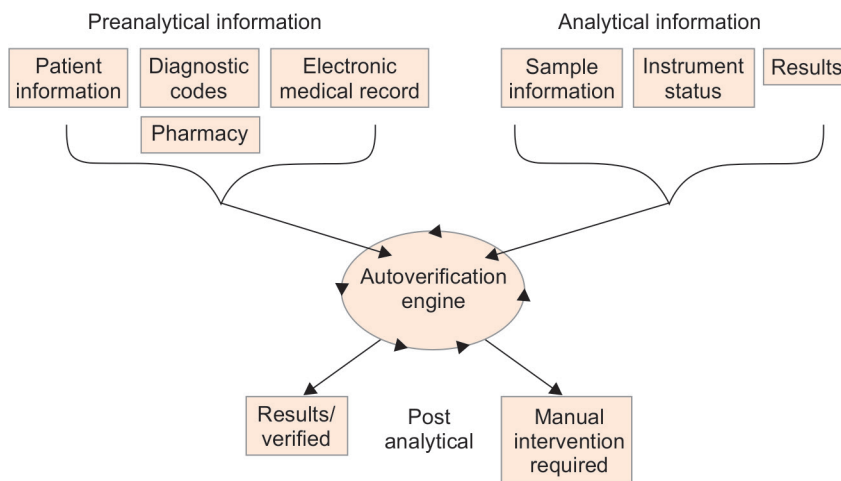 Preanalytical information
Analytical information
Patient
information
Diagnostic
codes
Electronic
medical record
Pharmacy
Sample
information
Instrument
status
Results
Autoverification
engine
Results/
verified
Post
analytical
Manual
intervention
required